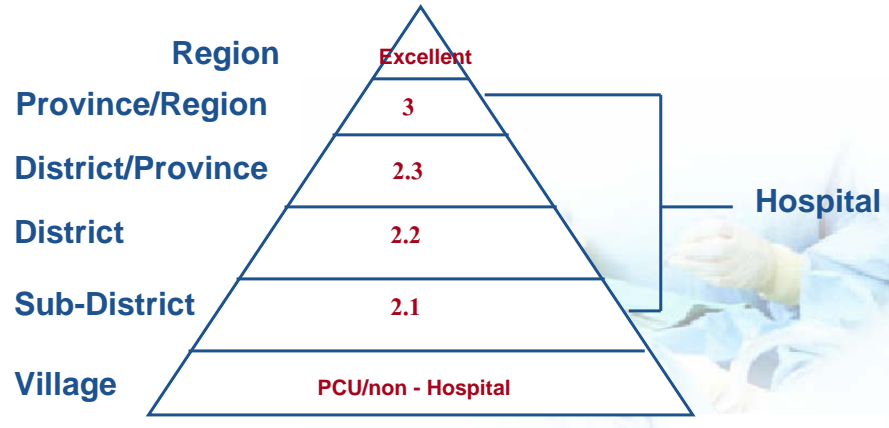 Region Excellent
Province/Region 3
District/Province 2.3
Hospital
District 2.2
Sub-District 2.1
Village PCU/non - Hospital